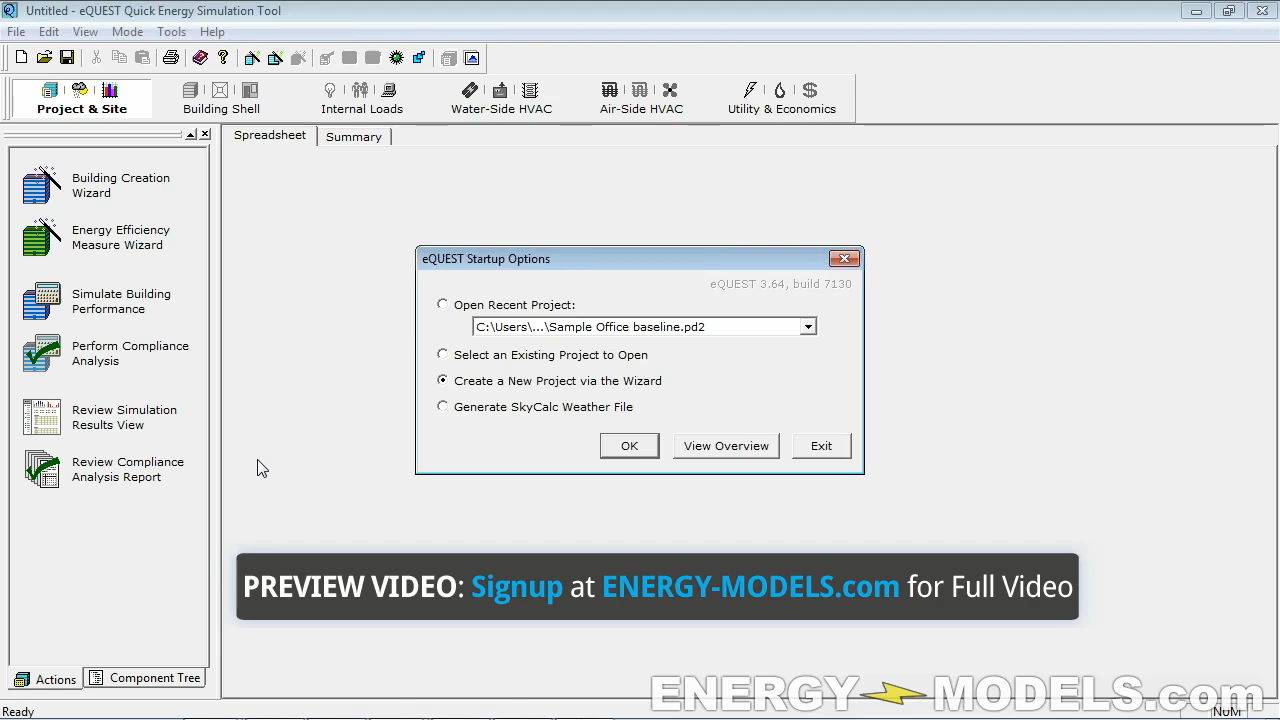 Untitled - eQUEST Quick Energy Simulation Tool
File Edit View Mode Tools Help
Project & Site
Building Shell
Internal Loads
Water-Side HVAC
Air-Side HVAC
Utility & Economics
Spreadsheet
Summary
Building Creation
Wizard
Energy Efficiency
Measure Wizard
Simulate Building
Performance
Perform Compliance
Analysis
Review Simulation
Results View
Review Compliance
Analysis Report
Actions
Component Tree
eQUEST Startup Options
eQUEST 3.64, build 7130
Open Recent Project:
C:\Users\...\Sample Office baseline.pd2
Select an Existing Project to Open
Create a New Project via the Wizard
Generate SkyCalc Weather File
OK
View Overview
Exit
PREVIEW VIDEO: Signup at ENERGY-MODELS.com for Full Video
ENERGY MODELS.com
Ready
NUM